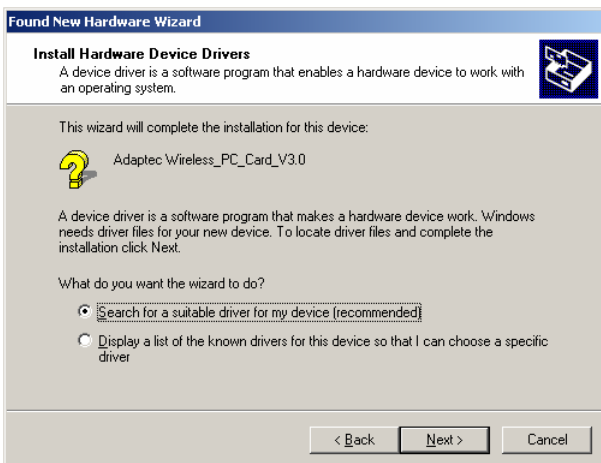 Found New Hardware Wizard
Install Hardware Device Drivers
A device driver is a software program that enables a hardware device to work with
an operating system.
This wizard will complete the installation for this device:
Adaptec Wireless_PC_Card_V3.0
A device driver is a software program that makes a hardware device work. Windows
needs driver files for your new device. To locate driver files and complete the
installation click Next.
What do you want the wizard to do?
Search for a suitable driver for my device (recommended)
Display a list of the known drivers for this device so that I can choose a specific
driver
< Back Next > Cancel